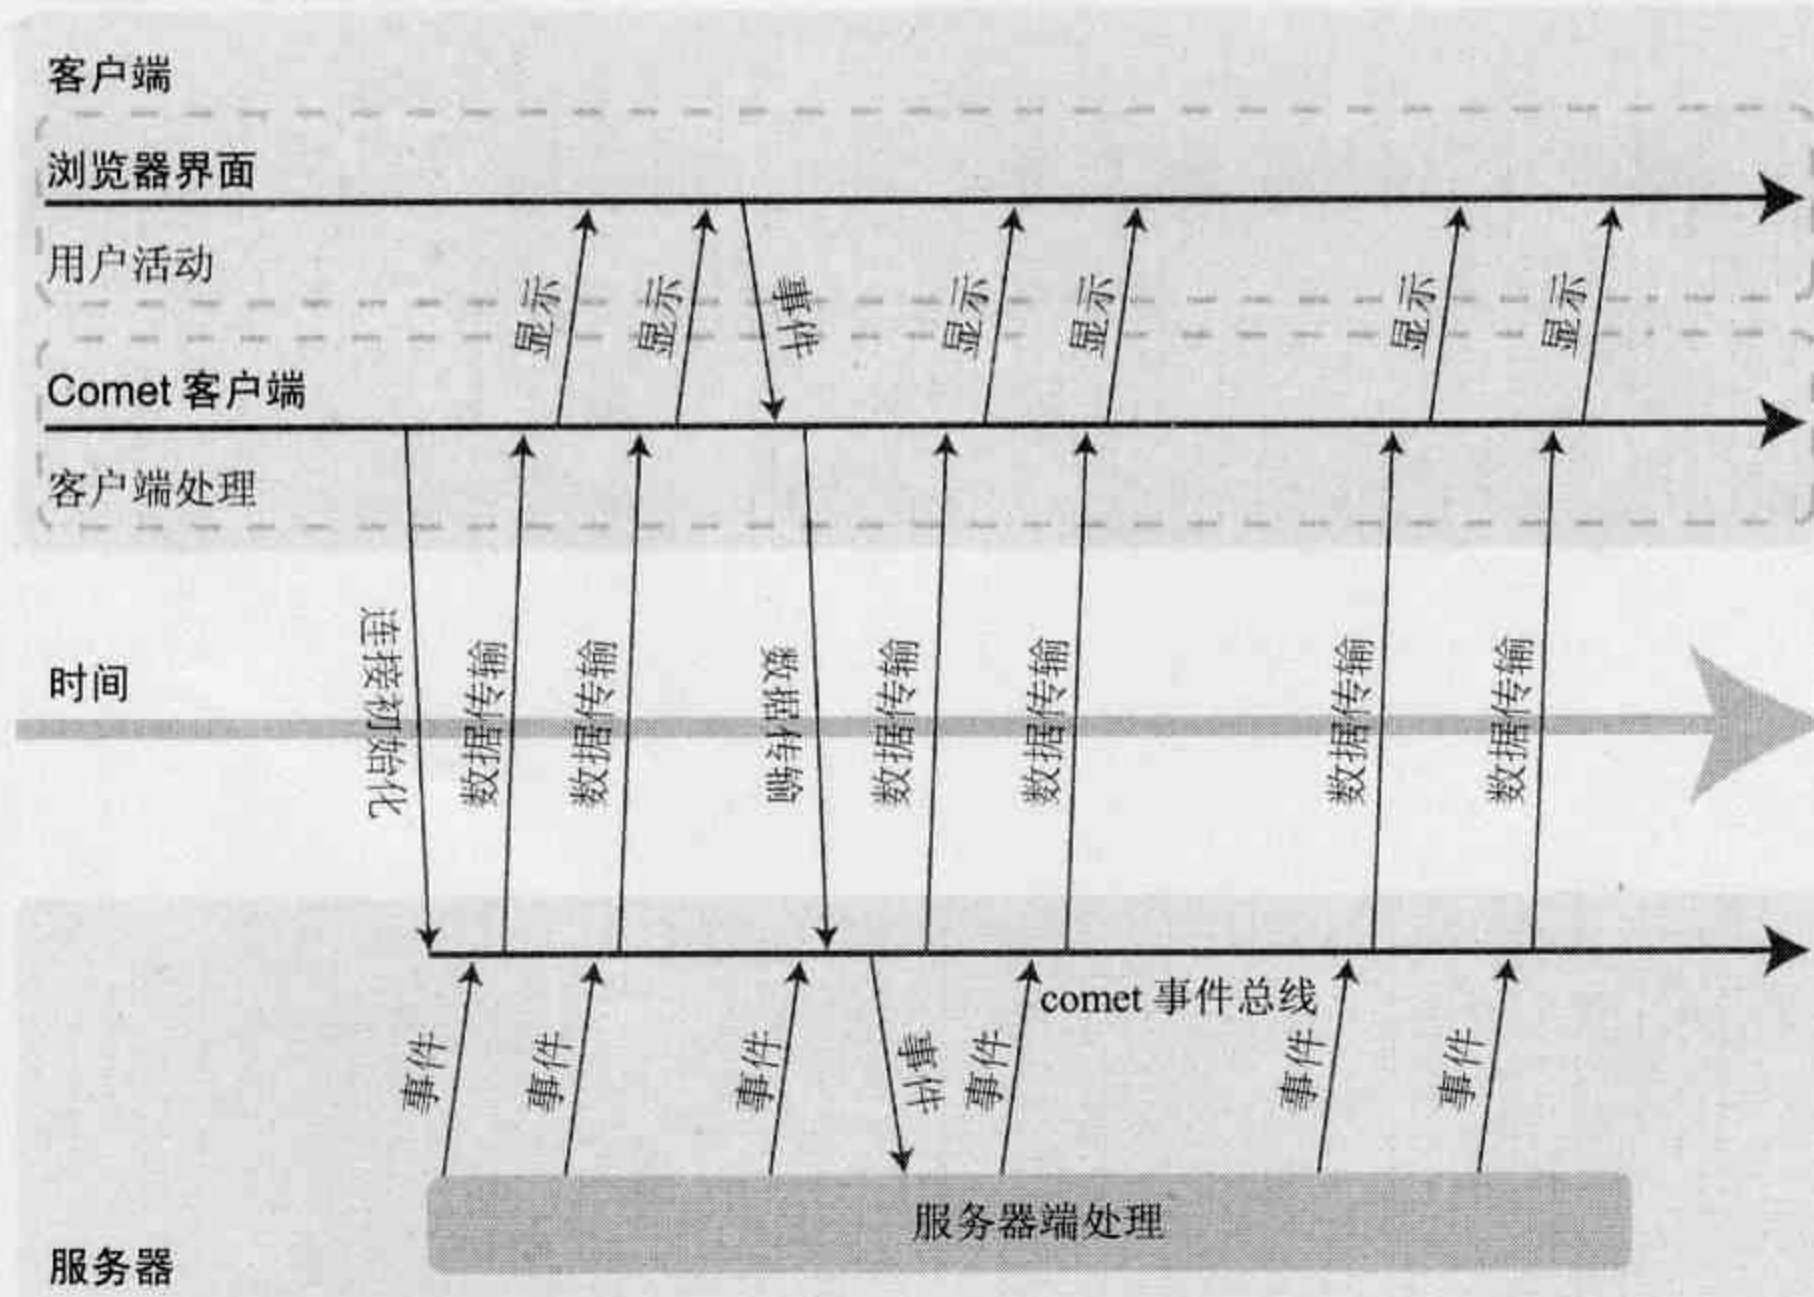 客户端
浏览器界面
用户活动
显示
显示
事件
显示
显示
显示
显示
Comet 客户端
客户端处理
连接初始化
数据传输
数据传输
数据传输
数据传输
数据传输
数据传输
数据传输
时间
comet 事件总线
事件
事件
事件
事件
事件
事件
事件
服务器端处理
服务器